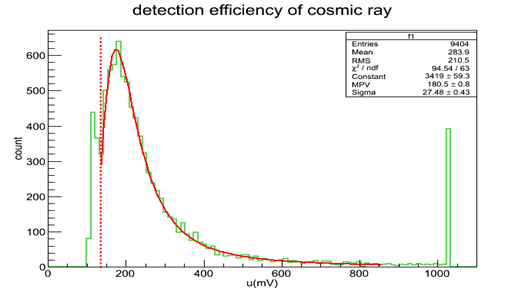 detection efficiency of cosmic ray
f1
Entries 9404
Mean 283.9
RMS 210.5
χ² / ndf 94.54 / 63
Constant 3419 ± 59.3
MPV 180.5 ± 0.8
Sigma 27.48 ± 0.43
count
600
500
400
300
200
100
0
0 200 400 600 800 1000
u(mV)